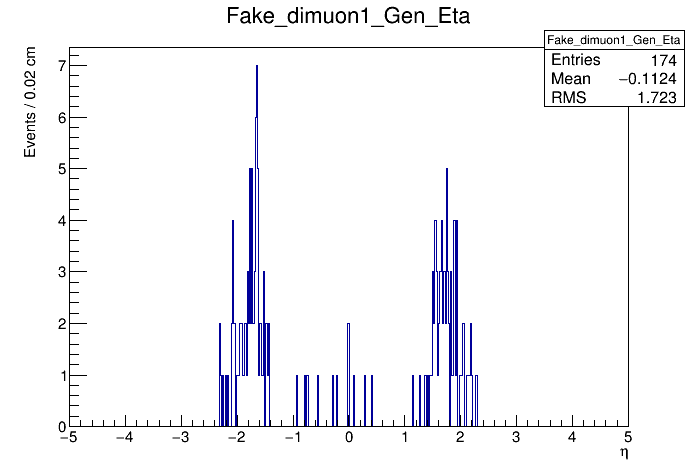 Fake_dimuon1_Gen_Eta
Fake_dimuon1_Gen_Eta
Entries 174
Mean −0.1124
RMS 1.723
Events / 0.02 cm
7
6
5
4
3
2
1
0
−5 −4 −3 −2 −1 0 1 2 3 4 5
η